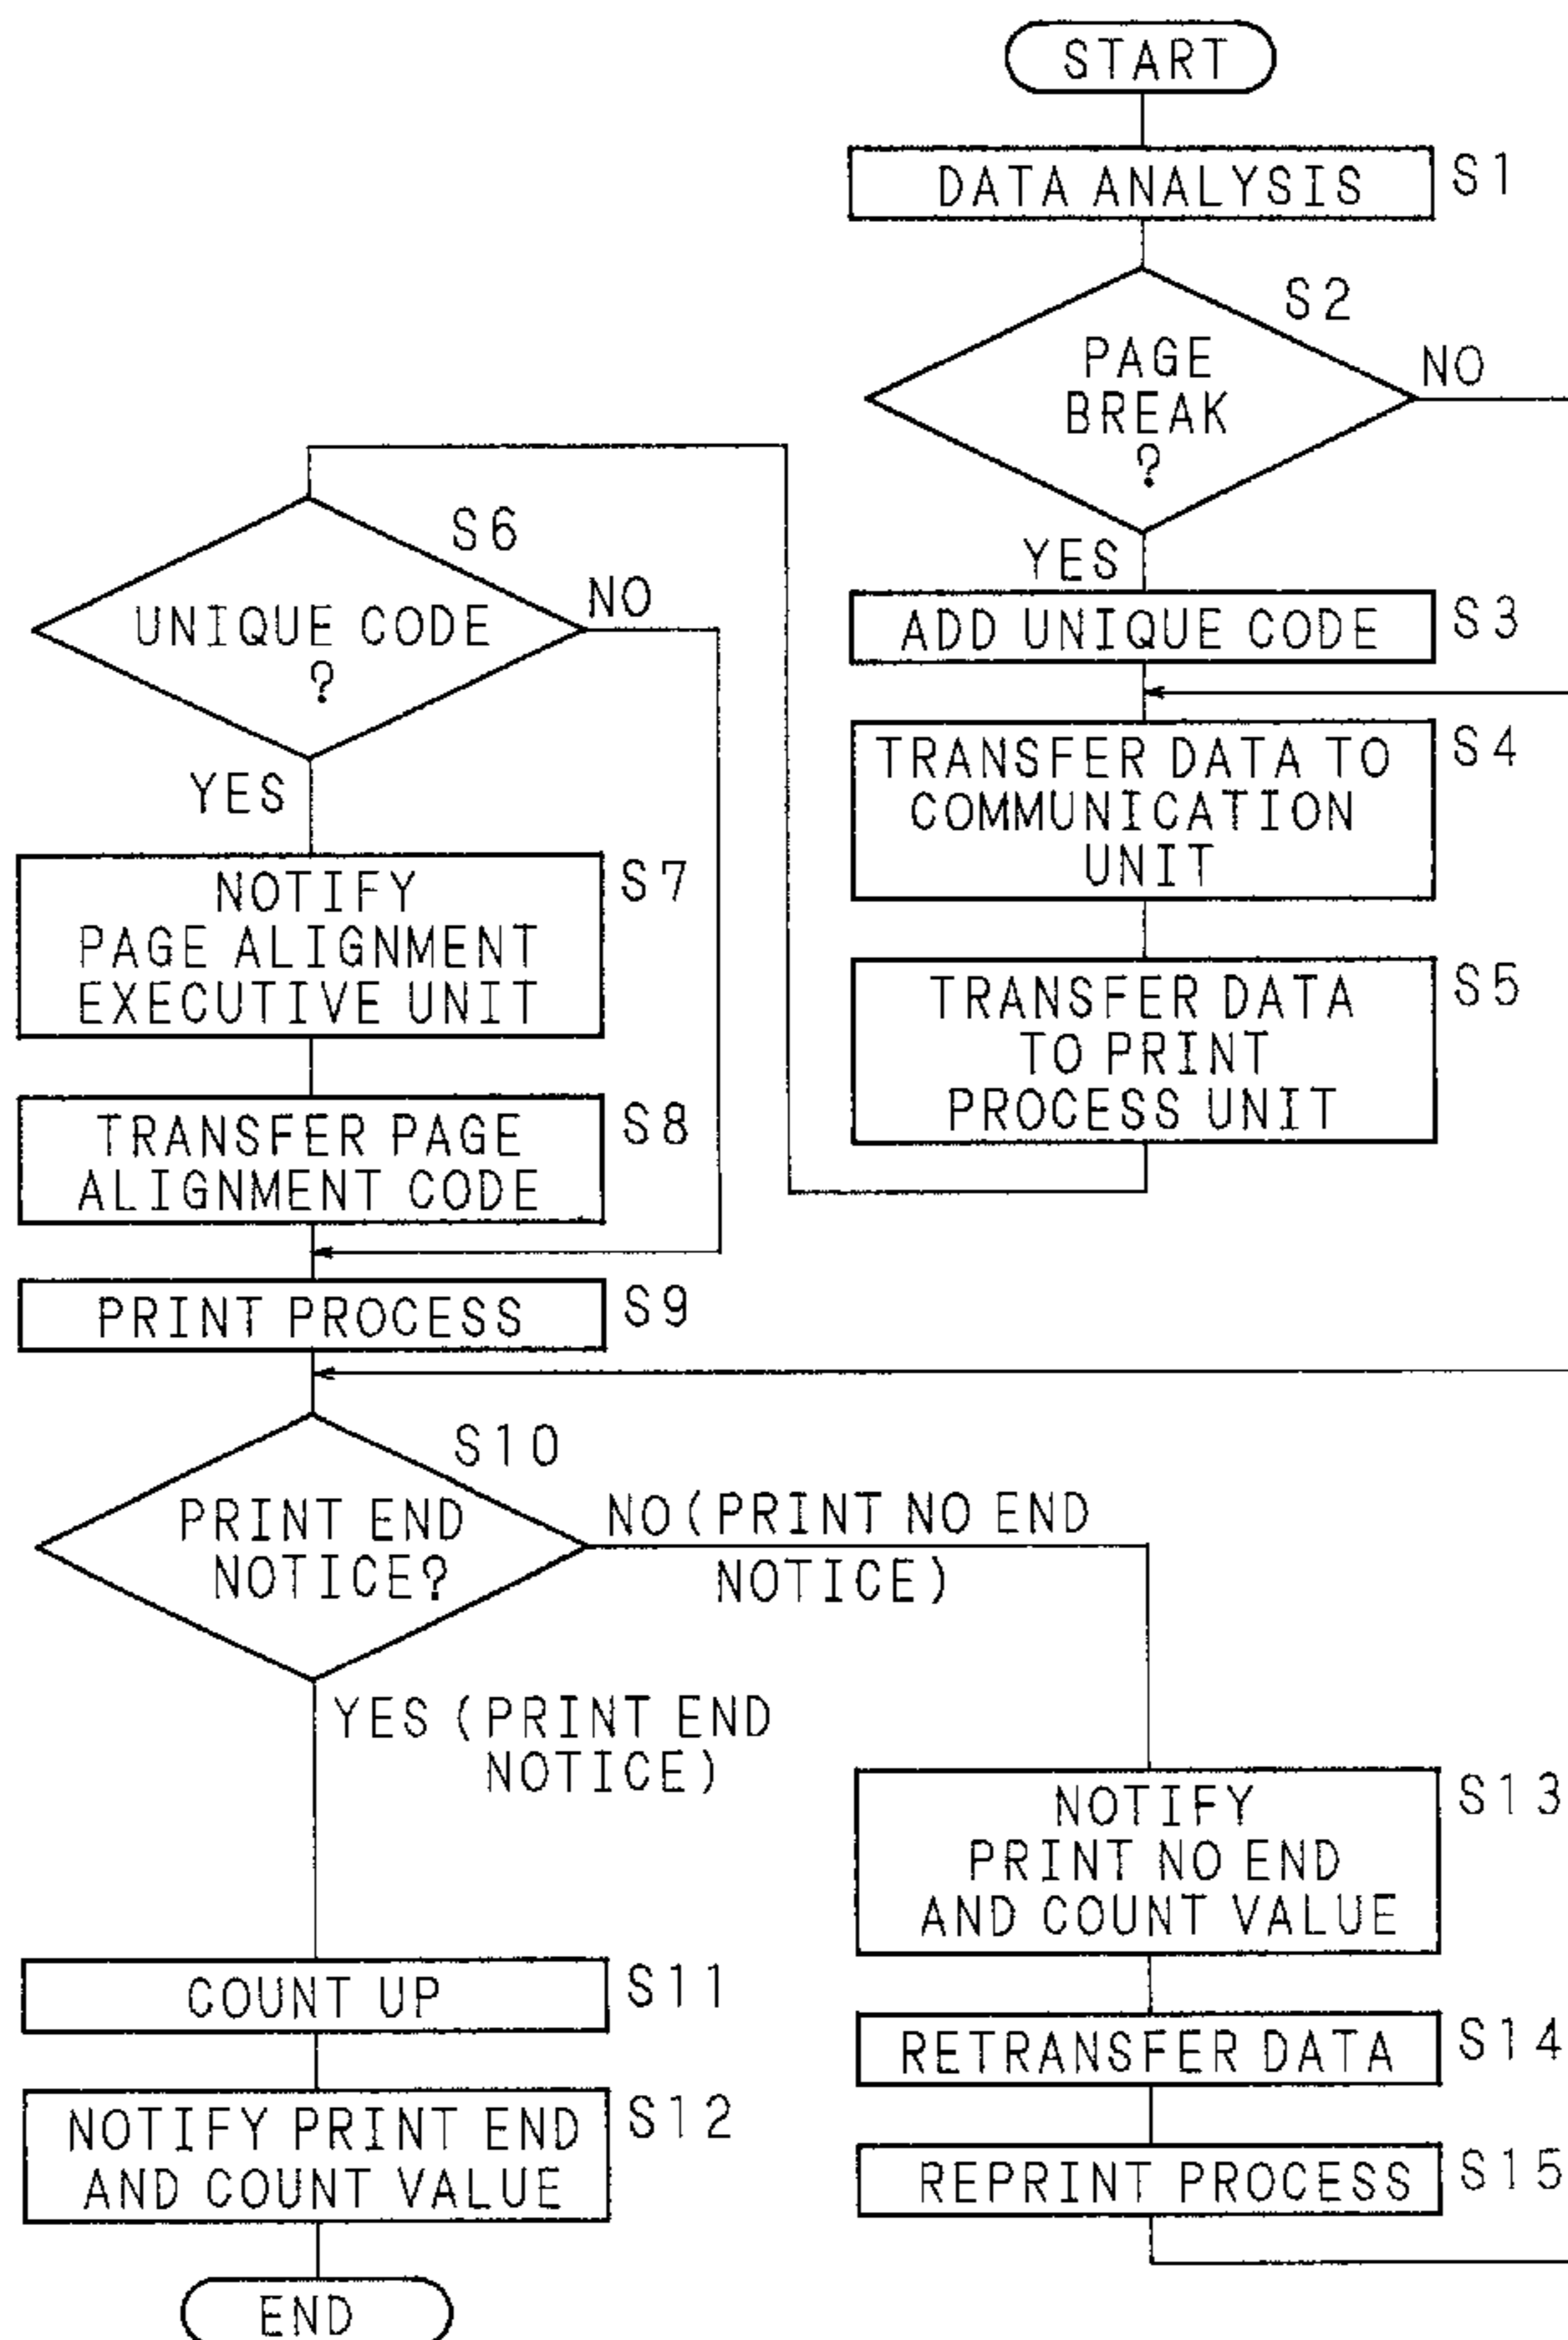 START
DATA ANALYSIS
S1
S2
PAGE
BREAK
?
NO
YES
ADD UNIQUE CODE
S3
TRANSFER DATA TO
COMMUNICATION
UNIT
S4
TRANSFER DATA
TO PRINT
PROCESS UNIT
S5
S6
UNIQUE CODE
?
NO
YES
NOTIFY
PAGE ALIGNMENT
EXECUTIVE UNIT
S7
TRANSFER PAGE
ALIGNMENT CODE
S8
PRINT PROCESS
S9
S10
PRINT END
NOTICE?
NO(PRINT NO END
NOTICE)
YES (PRINT END
NOTICE)
COUNT UP
S11
NOTIFY PRINT END
AND COUNT VALUE
S12
END
NOTIFY
PRINT NO END
AND COUNT VALUE
S13
RETRANSFER DATA
S14
REPRINT PROCESS
S15